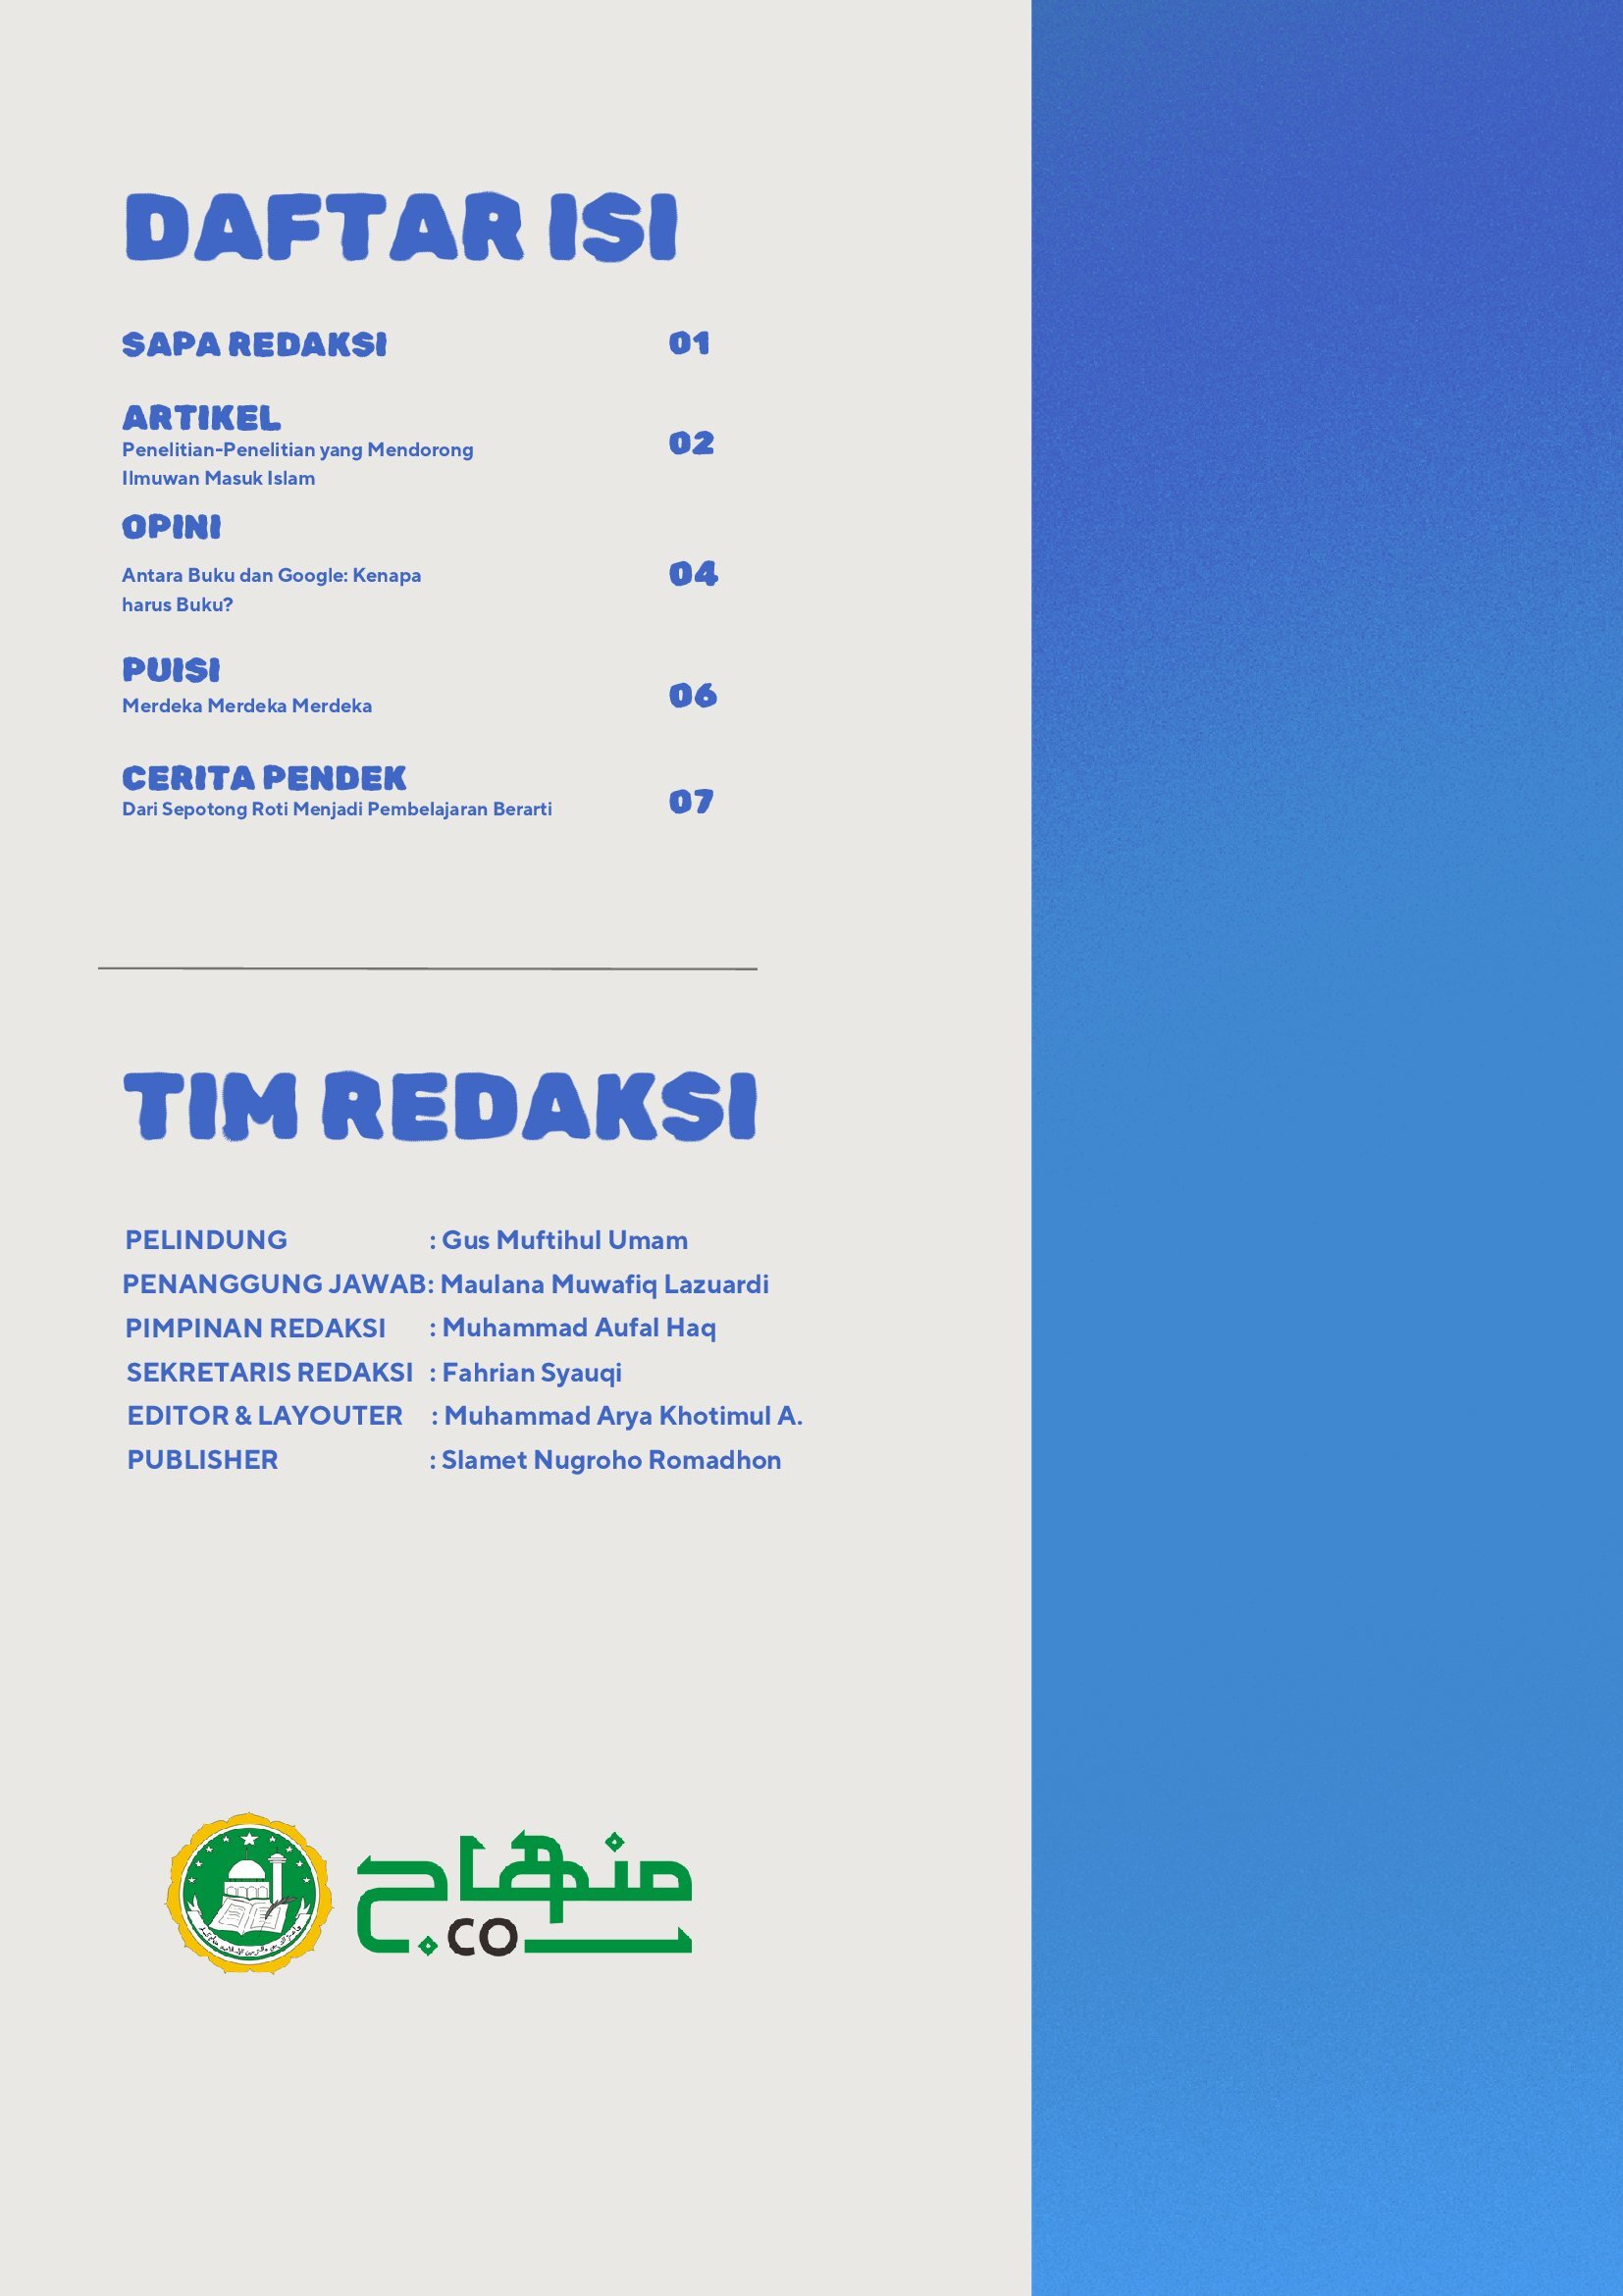 DAFTAR ISI
SAPA REDAKSI 01
ARTIKEL
Penelitian-Penelitian yang Mendorong 02
Ilmuwan Masuk Islam
OPINI
Antara Buku dan Google: Kenapa 04
harus Buku?
PUISI
Merdeka Merdeka Merdeka 06
CERITA PENDEK
Dari Sepotong Roti Menjadi Pembelajaran Berarti 07
TIM REDAKSI
PELINDUNG : Gus Muftihul Umam
PENANGGUNG JAWAB: Maulana Muwafiq Lazuardi
PIMPINAN REDAKSI : Muhammad Aufal Haq
SEKRETARIS REDAKSI : Fahrian Syauqi
EDITOR & LAYOUTER : Muhammad Arya Khotimul A.
PUBLISHER : Slamet Nugroho Romadhon
منهاج
.co